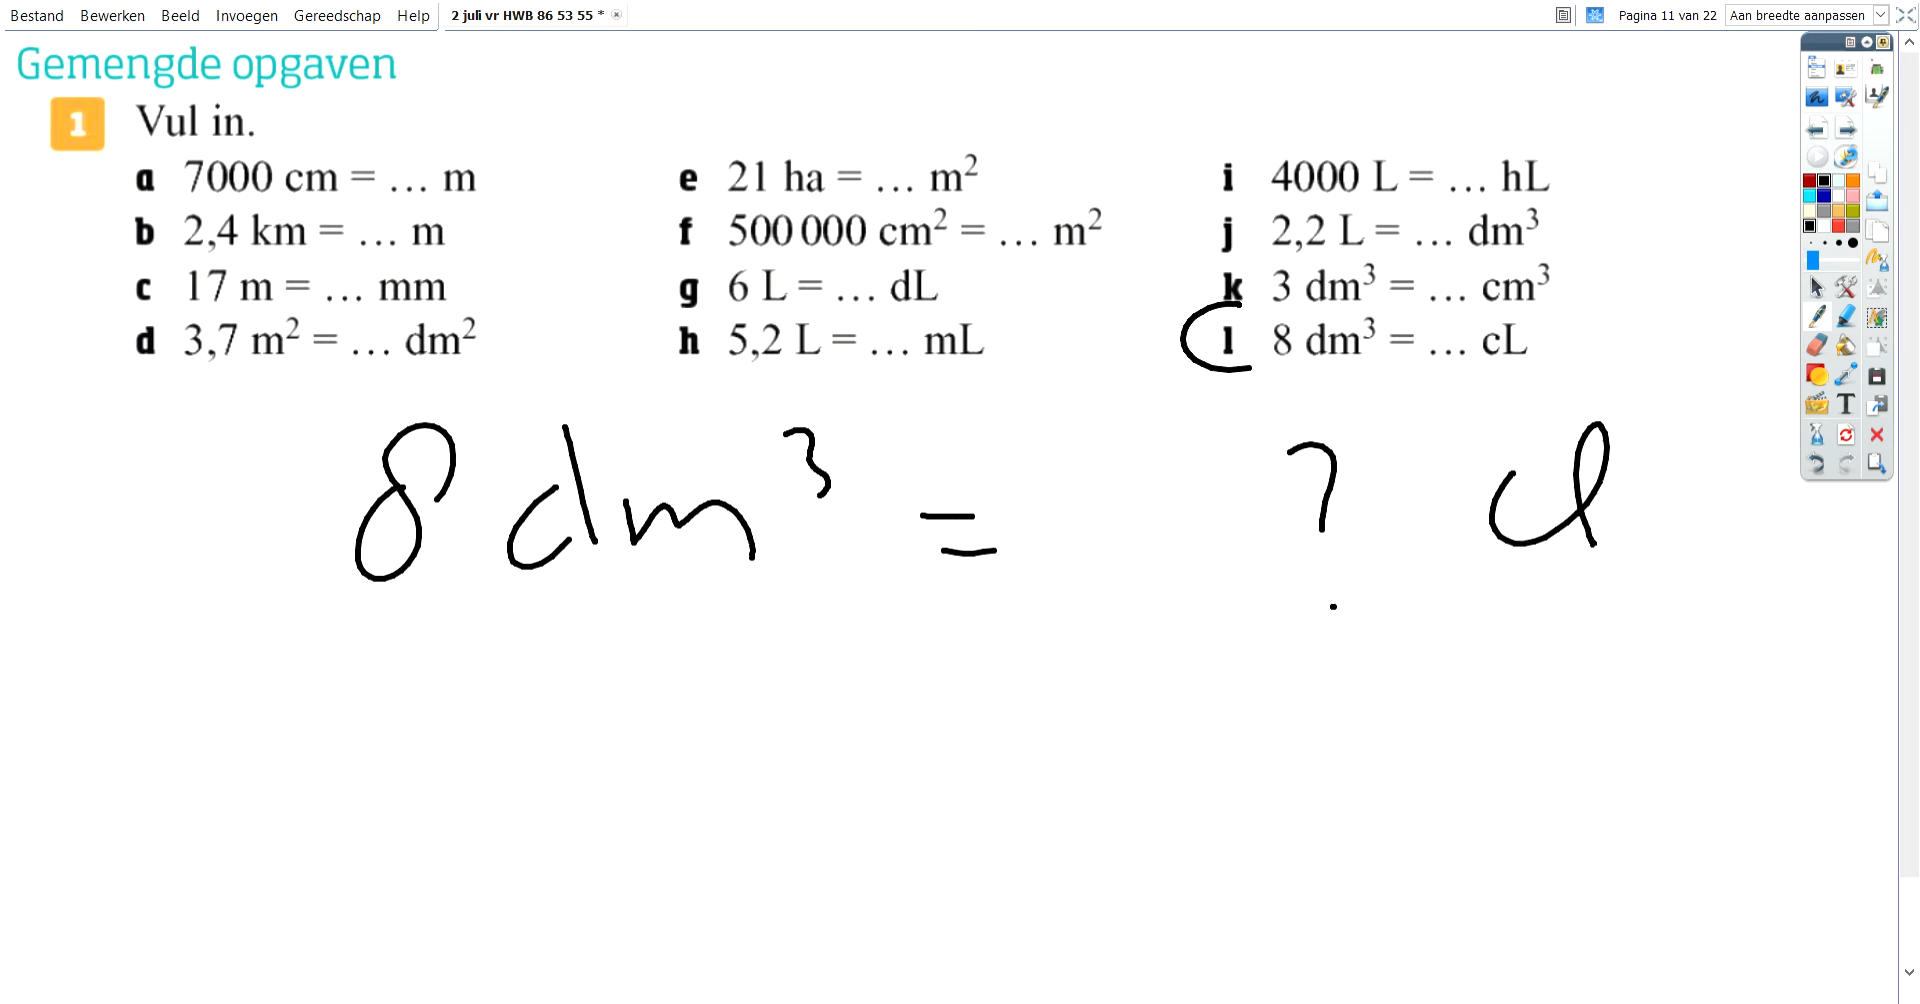 Bestand Bewerken Beeld Invoegen Gereedschap Help 2 juli vr HWB 86 53 55 * Pagina 11 van 22 Aan breedte aanpassen
Gemengde opgaven
1 Vul in.
a 7000 cm = ... m
b 2,4 km = ... m
c 17 m = ... mm
d 3,7 m² = ... dm²
e 21 ha = ... m²
f 500 000 cm² = ... m²
g 6 L = ... dL
h 5,2 L = ... mL
i 4000 L = ... hL
j 2,2 L = ... dm³
k 3 dm³ = ... cm³
l 8 dm³ = ... cL
8 dm³ = ? cl